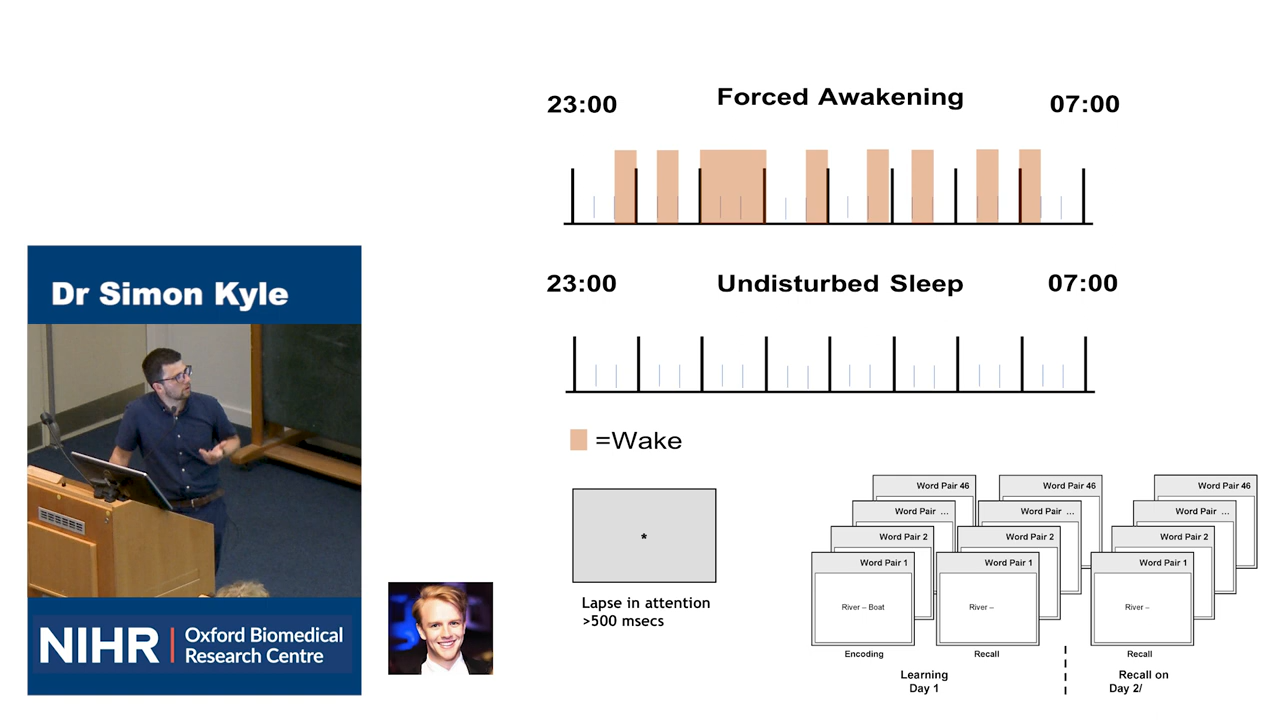 23:00
Forced Awakening
07:00
23:00
Undisturbed Sleep
07:00
=Wake
Dr Simon Kyle
NIHR | Oxford Biomedical
Research Centre
*
Lapse in attention
>500 msecs
Word Pair 46
Word Pair ...
Word Pair 2
Word Pair 1
River – Boat
Encoding
Word Pair 46
Word Pair ...
Word Pair 2
Word Pair 1
River –
Recall
Learning
Day 1
Word Pair 46
Word Pair ...
Word Pair 2
Word Pair 1
River –
Recall
Recall on
Day 2/